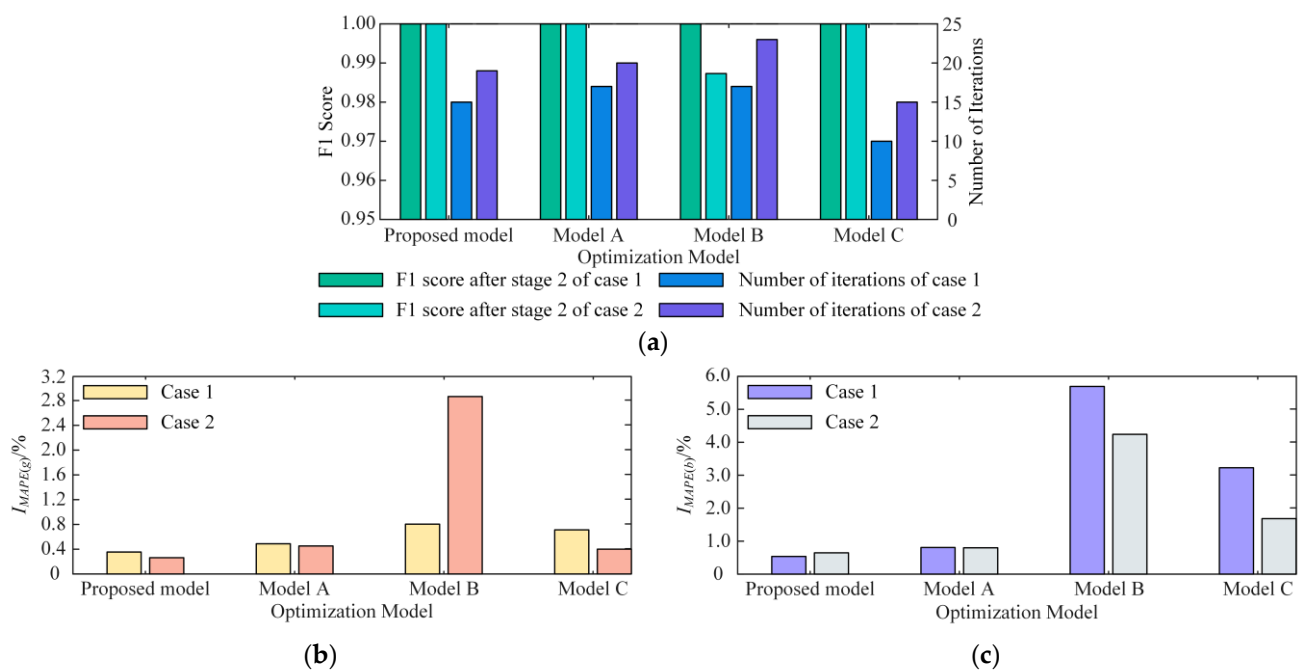 1.00
0.99
0.98
0.97
0.96
0.95
F1 Score
25
20
15
10
5
0
Number of Iterations
Proposed model Model A Model B Model C
Optimization Model
F1 score after stage 2 of case 1 Number of iterations of case 1
F1 score after stage 2 of case 2 Number of iterations of case 2
(a)
3.2
2.8
2.4
2.0
1.6
1.2
0.8
0.4
0
I_MAPE(g)/%
Case 1
Case 2
Proposed model Model A Model B Model C
Optimization Model
(b)
6.0
5.0
4.0
3.0
2.0
1.0
0
I_MAPE(b)/%
Case 1
Case 2
Proposed model Model A Model B Model C
Optimization Model
(c)